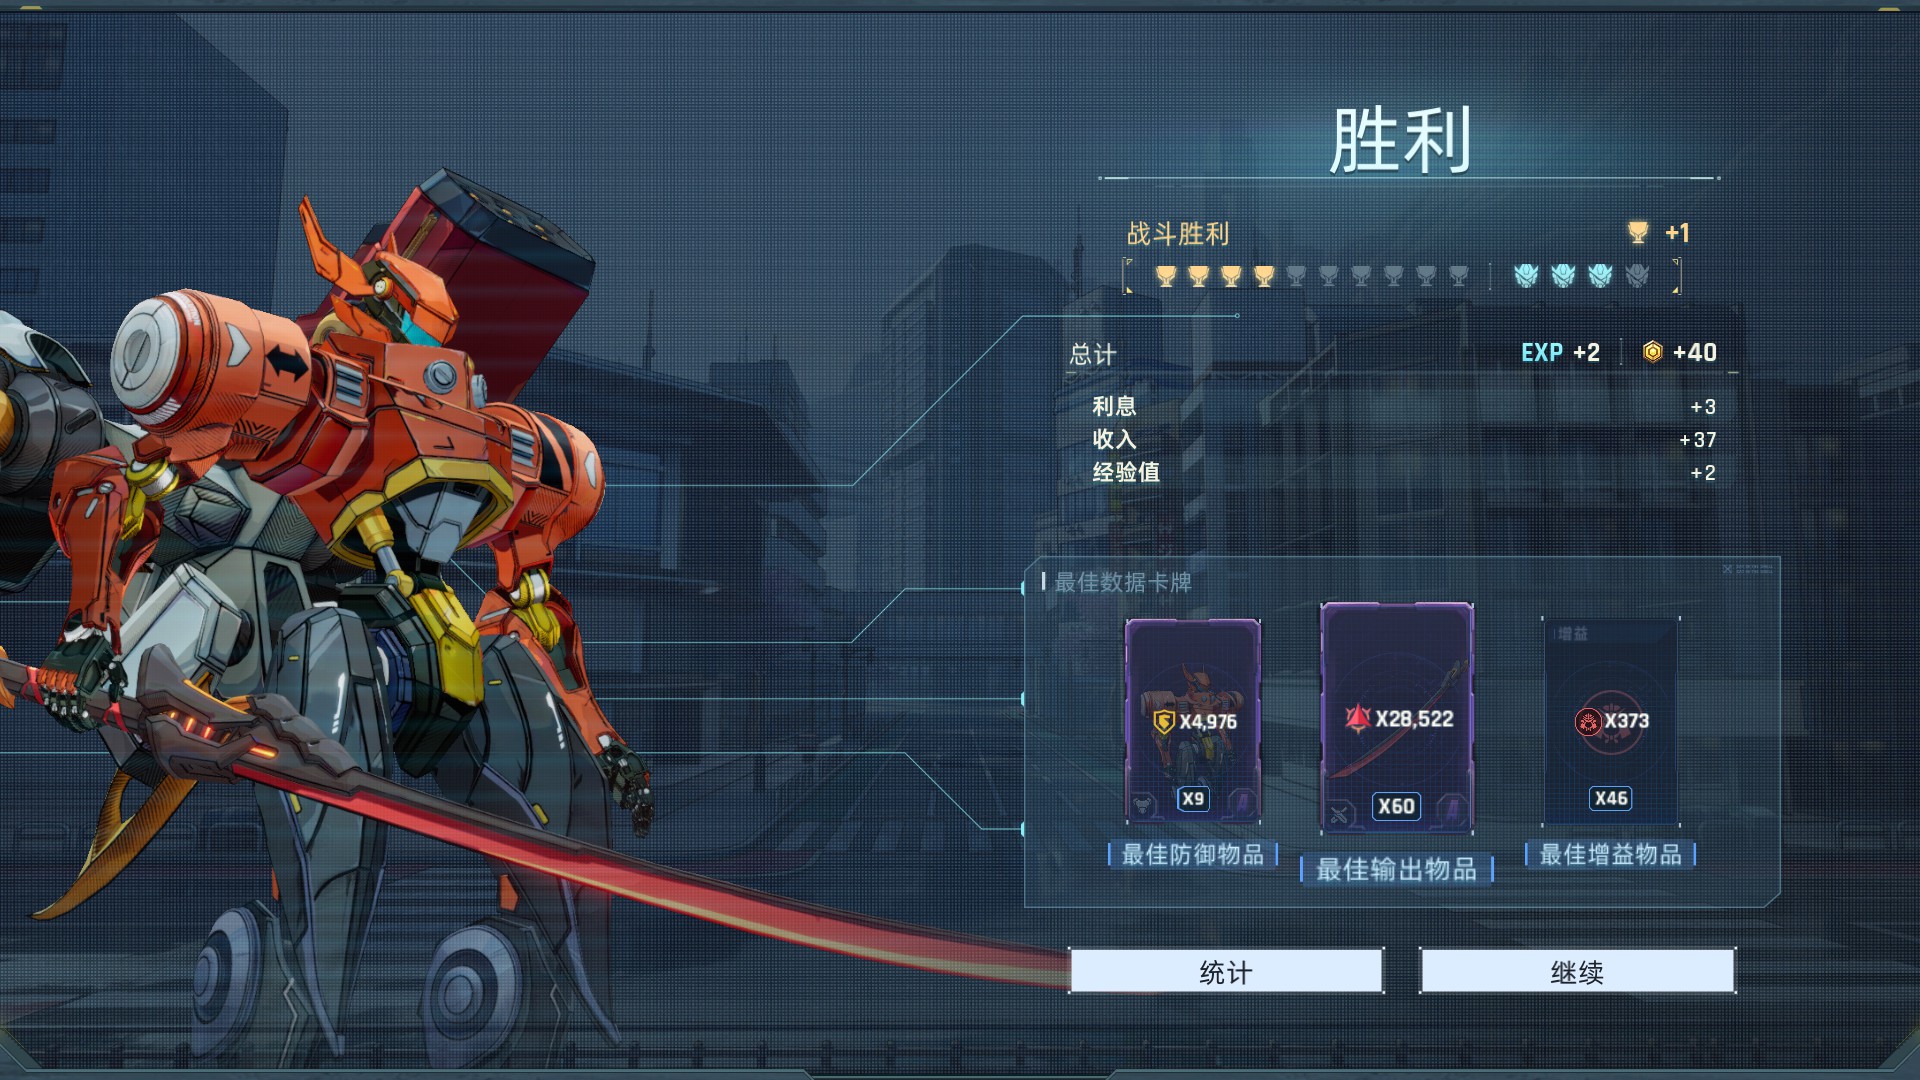 胜利
战斗胜利 +1
总计 EXP +2 +40
利息 +3
收入 +37
经验值 +2
最佳数据卡牌
增益
X4,976 X28,522 X373
X9 X60 X46
最佳防御物品 最佳输出物品 最佳增益物品
统计 继续